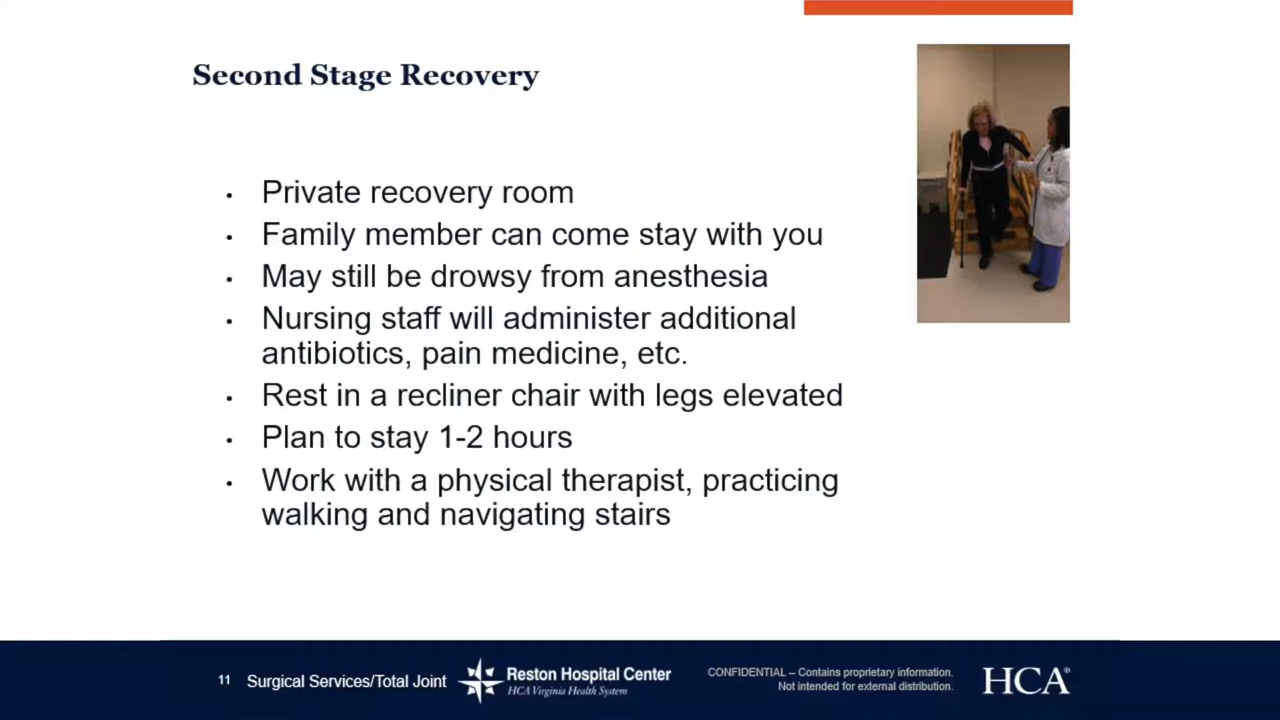 Second Stage Recovery
• Private recovery room
• Family member can come stay with you
• May still be drowsy from anesthesia
• Nursing staff will administer additional
antibiotics, pain medicine, etc.
• Rest in a recliner chair with legs elevated
• Plan to stay 1-2 hours
• Work with a physical therapist, practicing
walking and navigating stairs
11 Surgical Services/Total Joint
Reston Hospital Center
HCA Virginia Health System
CONFIDENTIAL – Contains proprietary information.
Not intended for external distribution.
HCA®